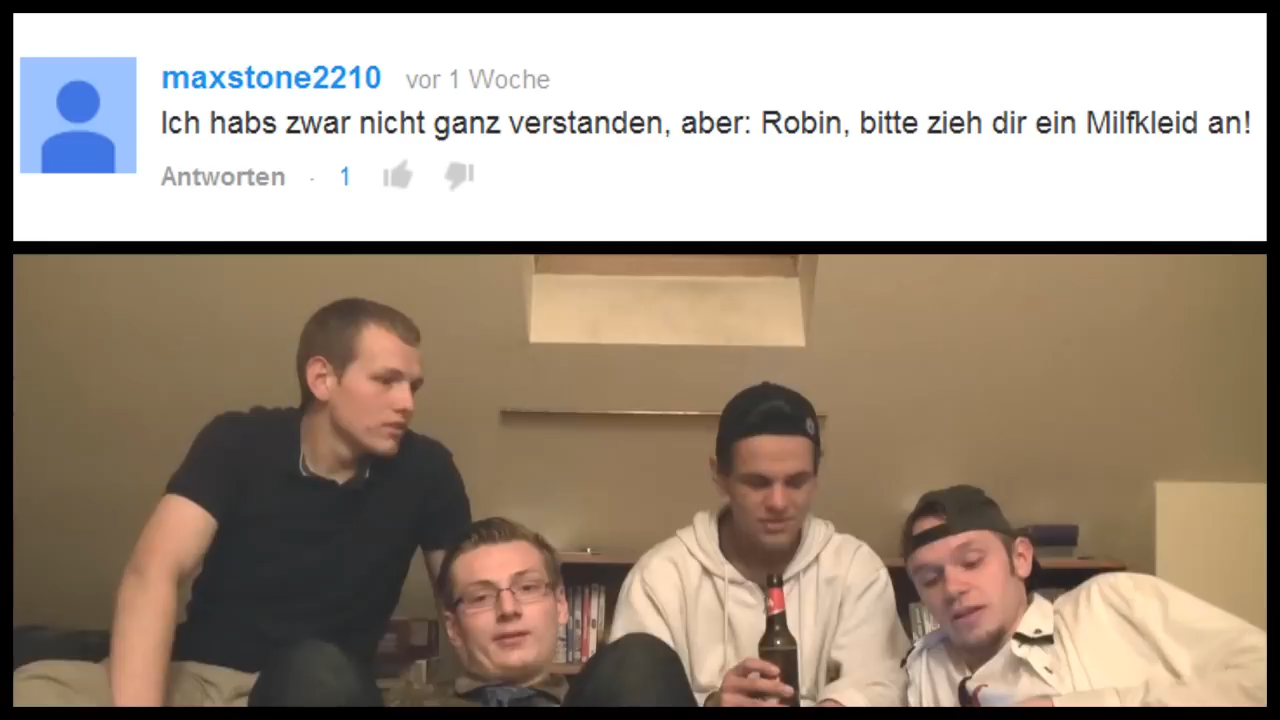 maxstone2210 vor 1 Woche
Ich habs zwar nicht ganz verstanden, aber: Robin, bitte zieh dir ein Milfkleid an!
Antworten · 1